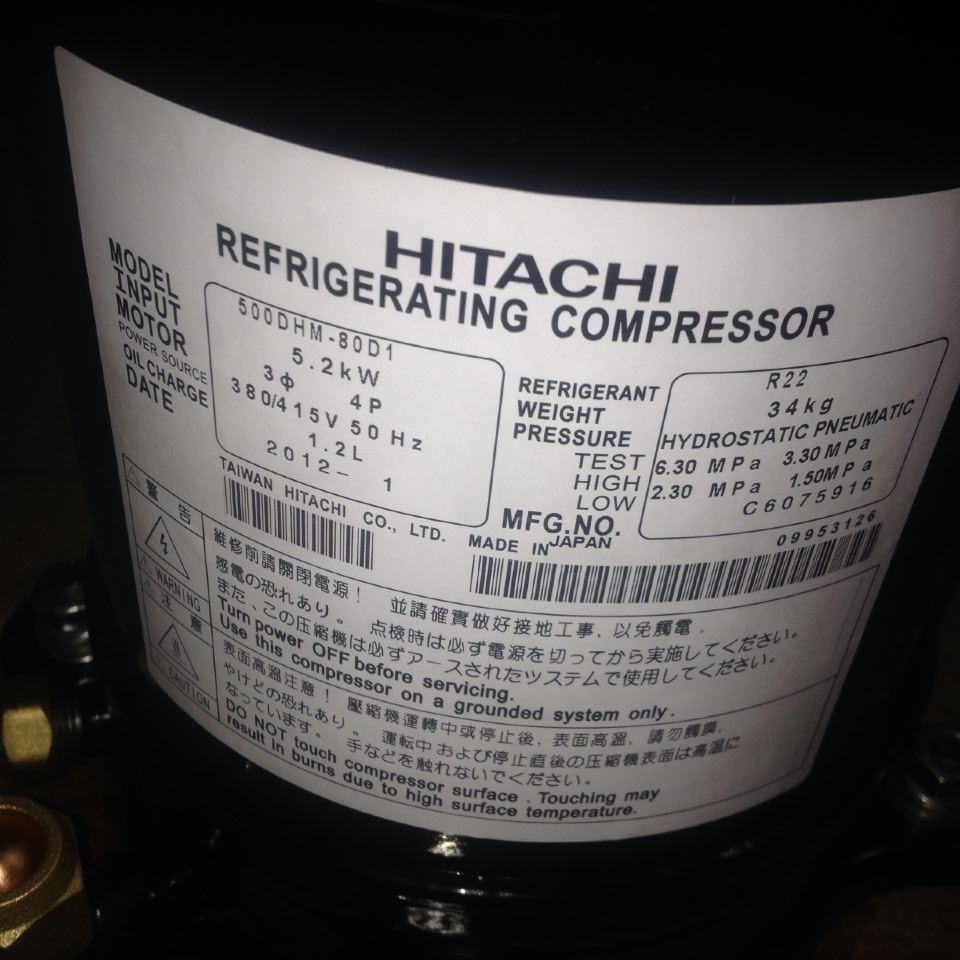 HITACHI
REFRIGERATING COMPRESSOR
MODEL 500DHM-80D1
INPUT 5.2kW
MOTOR 3φ 4P
POWER SOURCE 380/415V 50 Hz
OIL CHARGE 1.2L
DATE 2012- 1
REFRIGERANT R22
WEIGHT 34kg
PRESSURE HYDROSTATIC PNEUMATIC
TEST 6.30 MPa 3.30 MPa
HIGH 2.30 MPa 1.50MPa
LOW
MFG.NO. C6075916
TAIWAN HITACHI CO., LTD.
MADE IN JAPAN
09953126
警告
WARNING
維修前請關閉電源! 並請確實做好接地工事、以免觸電.
感電の恐れあり。 点検時は必ず電源を切ってから実施してください。
また、この圧縮機は必ずアースされたツステムで使用してください。
Turn power OFF before servicing.
Use this compressor on a grounded system only.
注意
CAUTION
表面高溫注意! 壓縮機運轉中或停止後,表面高溫,請勿觸摸.
やけどの恐れあり。 運転中および停止直後の圧縮機表面は高温に
なっています。 手などを触れないでください。
DO NOT touch compressor surface. Touching may
result in burns due to high surface temperature.